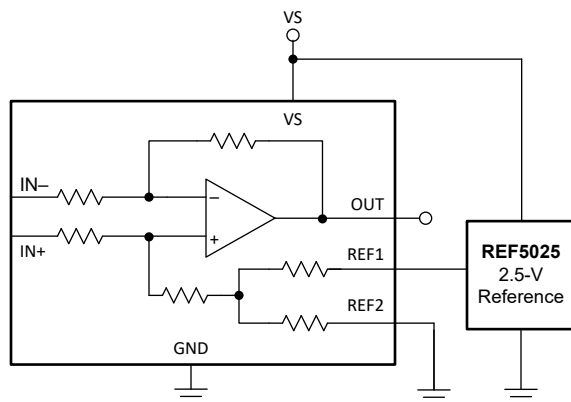 VS
VS
IN–
–
OUT
IN+
+
REF1
REF5025
2.5-V
Reference
REF2
GND